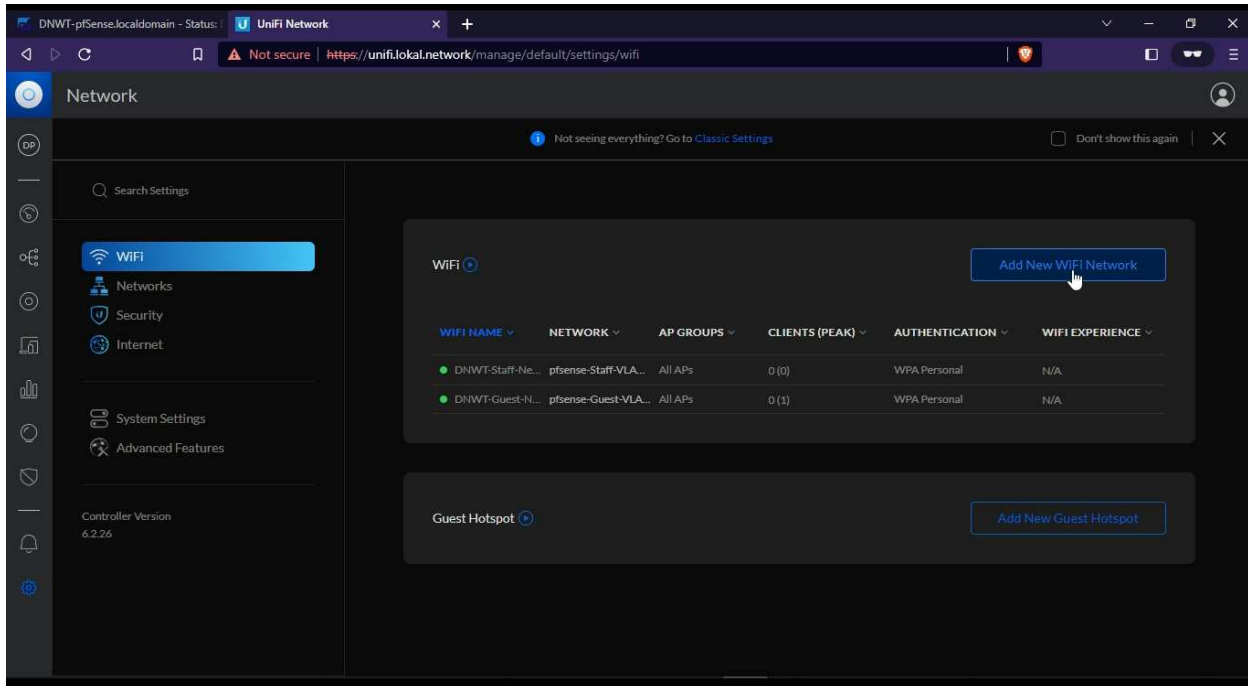 DNWT-pfSense.localdomain - Status:
UniFi Network
Not secure https://unifi.lokal.network/manage/default/settings/wifi
Network
DP
Not seeing everything? Go to Classic Settings
Don't show this again
Search Settings
WiFi
Networks
Security
Internet
System Settings
Advanced Features
Controller Version
6.2.26
WiFi
Add New WiFi Network
WIFI NAME NETWORK AP GROUPS CLIENTS (PEAK) AUTHENTICATION WIFI EXPERIENCE
DNWT-Staff-Ne... pfsense-Staff-VLA... All APs 0 (0) WPA Personal N/A
DNWT-Guest-N... pfsense-Guest-VLA... All APs 0 (1) WPA Personal N/A
Guest Hotspot
Add New Guest Hotspot